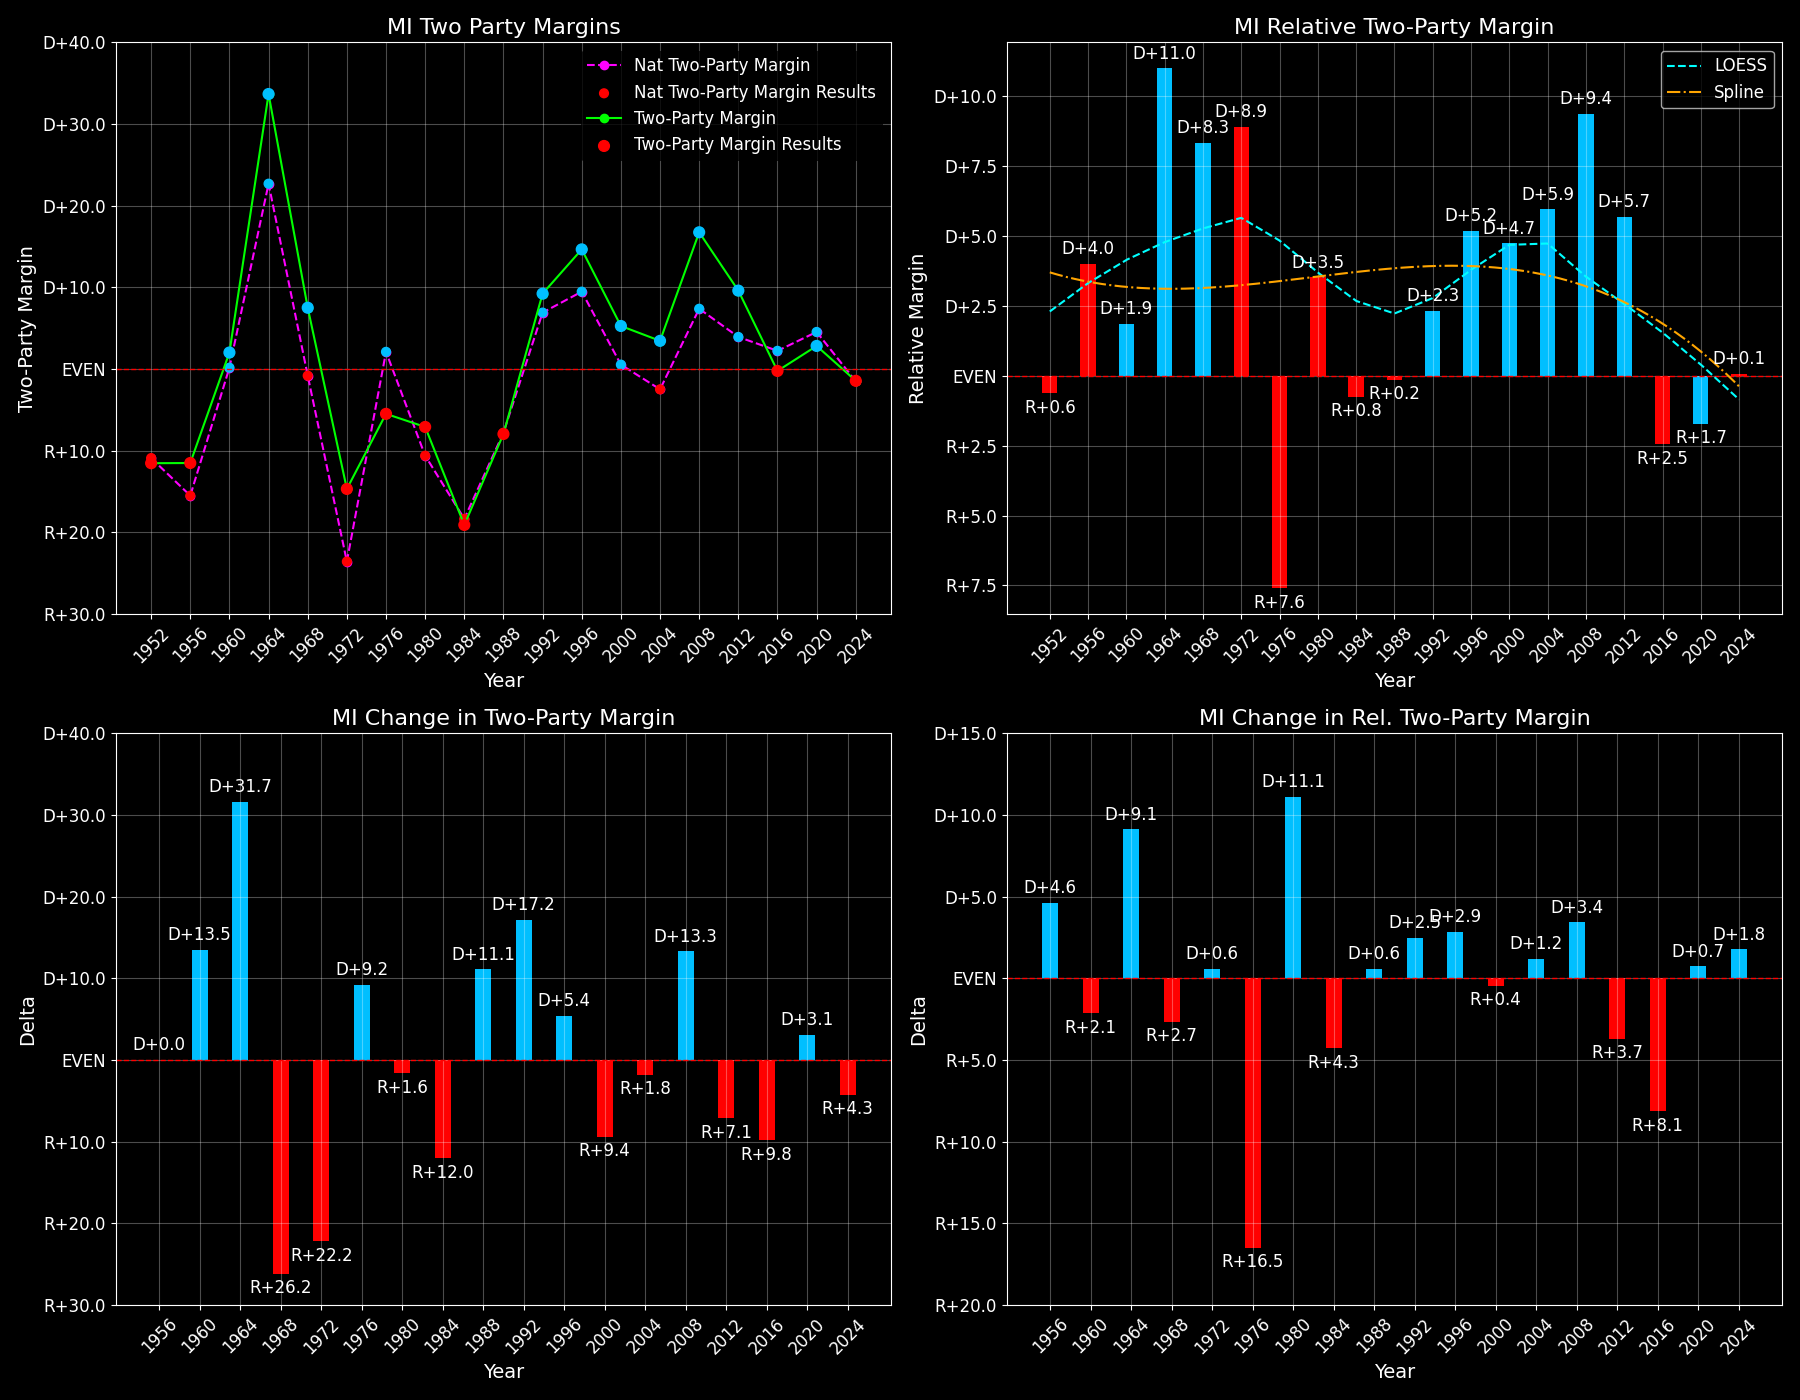 MI Two Party Margins
Two-Party Margin
D+40.0
D+30.0
D+20.0
D+10.0
EVEN
R+10.0
R+20.0
R+30.0
Nat Two-Party Margin
Nat Two-Party Margin Results
Two-Party Margin
Two-Party Margin Results
1952 1956 1960 1964 1968 1972 1976 1980 1984 1988 1992 1996 2000 2004 2008 2012 2016 2020 2024
Year
MI Relative Two-Party Margin
Relative Margin
D+10.0
D+7.5
D+5.0
D+2.5
EVEN
R+2.5
R+5.0
R+7.5
LOESS
Spline
R+0.6
D+4.0
D+1.9
D+11.0
D+8.3
D+8.9
R+7.6
D+3.5
R+0.8
R+0.2
D+2.3
D+5.2
D+4.7
D+5.9
D+9.4
D+5.7
R+2.5
R+1.7
D+0.1
1952 1956 1960 1964 1968 1972 1976 1980 1984 1988 1992 1996 2000 2004 2008 2012 2016 2020 2024
Year
MI Change in Two-Party Margin
Delta
D+40.0
D+30.0
D+20.0
D+10.0
EVEN
R+10.0
R+20.0
R+30.0
D+0.0
D+13.5
D+31.7
R+26.2
R+22.2
D+9.2
R+1.6
R+12.0
D+11.1
D+17.2
D+5.4
R+9.4
R+1.8
D+13.3
R+7.1
R+9.8
D+3.1
R+4.3
1956 1960 1964 1968 1972 1976 1980 1984 1988 1992 1996 2000 2004 2008 2012 2016 2020 2024
Year
MI Change in Rel. Two-Party Margin
Delta
D+15.0
D+10.0
D+5.0
EVEN
R+5.0
R+10.0
R+15.0
R+20.0
D+4.6
R+2.1
D+9.1
R+2.7
D+0.6
R+16.5
D+11.1
R+4.3
D+0.6
D+2.5
D+2.9
R+0.4
D+1.2
D+3.4
R+3.7
R+8.1
D+0.7
D+1.8
1956 1960 1964 1968 1972 1976 1980 1984 1988 1992 1996 2000 2004 2008 2012 2016 2020 2024
Year